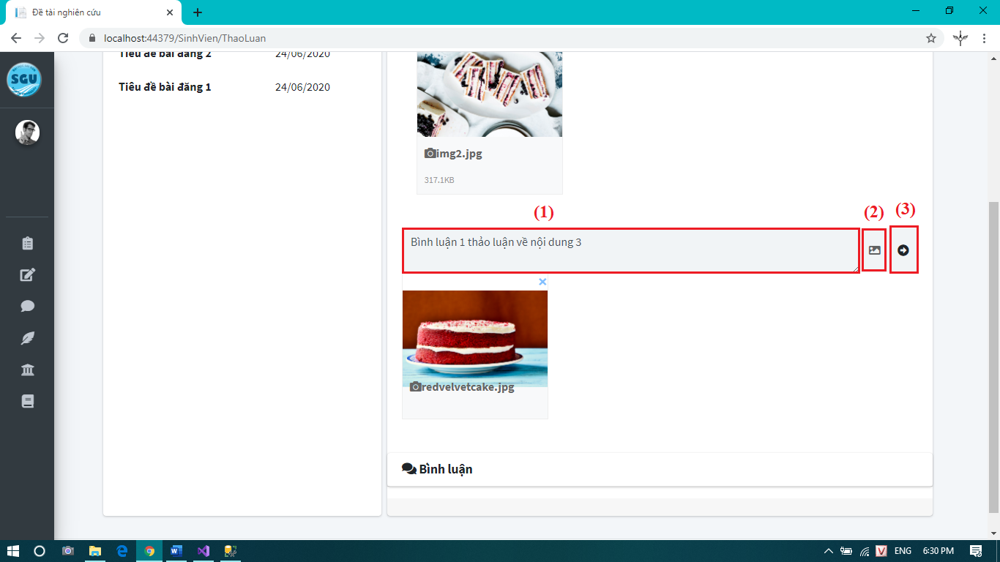 Đề tài nghiên cứu
localhost:44379/SinhVien/ThaoLuan
SGU
Tiêu đề bài đăng 2 24/06/2020
Tiêu đề bài đăng 1 24/06/2020
img2.jpg
317.1KB
(1) (2) (3)
Bình luận 1 thảo luận về nội dung 3
redvelvetcake.jpg
Bình luận
ENG 6:30 PM